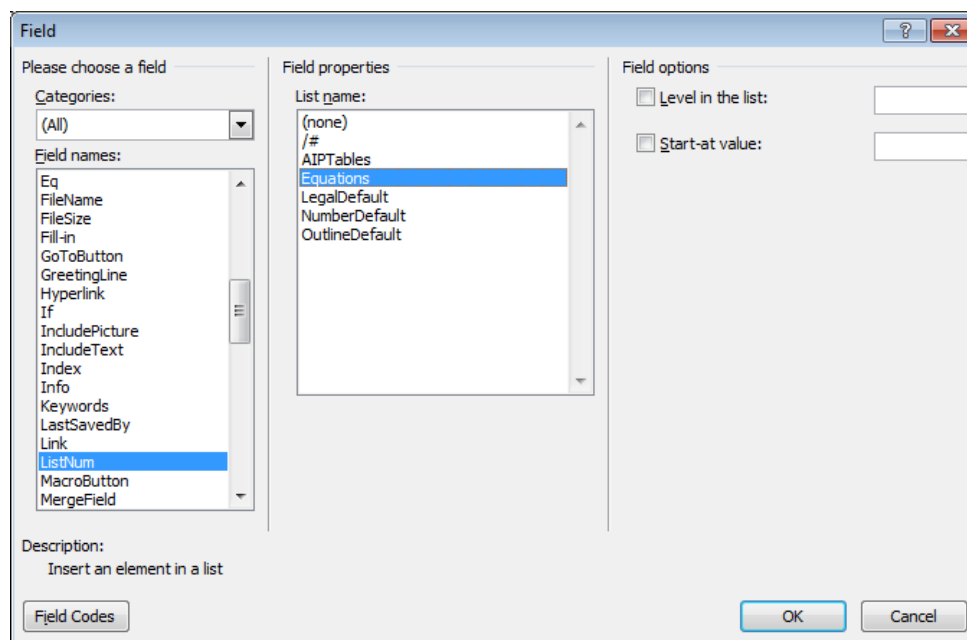 Field
Please choose a field
Categories:
(All)
Field names:
Eq
FileName
FileSize
Fill-in
GoToButton
GreetingLine
Hyperlink
If
IncludePicture
IncludeText
Index
Info
Keywords
LastSavedBy
Link
ListNum
MacroButton
MergeField
Field properties
List name:
(none)
/#
AIPTables
Equations
LegalDefault
NumberDefault
OutlineDefault
Field options
Level in the list:
Start-at value:
Description:
Insert an element in a list
Field Codes
OK
Cancel